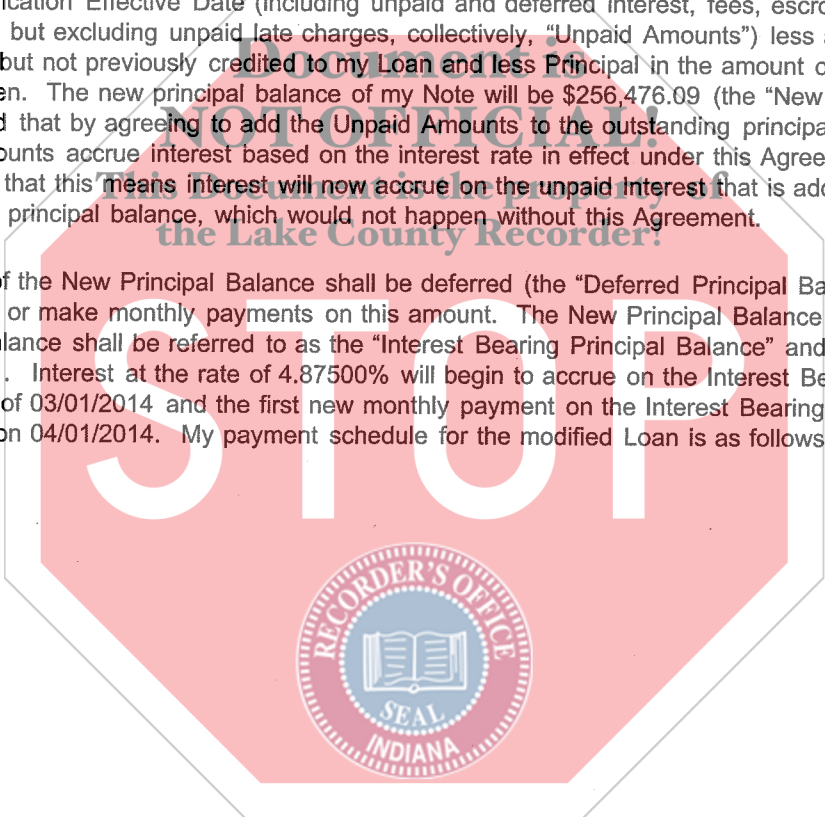 ication Effective Date (including unpaid and deferred interest, fees, escro
but excluding unpaid late charges, collectively, “Unpaid Amounts”) less
but not previously credited to my Loan and less Principal in the amount o
en. The new principal balance of my Note will be $256,476.09 (the “New
d that by agreeing to add the Unpaid Amounts to the outstanding principa
ounts accrue interest based on the interest rate in effect under this Agree
that this means interest will now accrue on the unpaid Interest that is add
principal balance, which would not happen without this Agreement.
Document is
NOT OFFICIAL!
This Document is the property of
the Lake County Recorder!
of the New Principal Balance shall be deferred (the “Deferred Principal Ba
or make monthly payments on this amount. The New Principal Balance
lance shall be referred to as the “Interest Bearing Principal Balance” and
. Interest at the rate of 4.87500% will begin to accrue on the Interest Be
of 03/01/2014 and the first new monthly payment on the Interest Bearing
on 04/01/2014. My payment schedule for the modified Loan is as follows
STOP
RECORDER'S OFFICE
SEAL
INDIANA